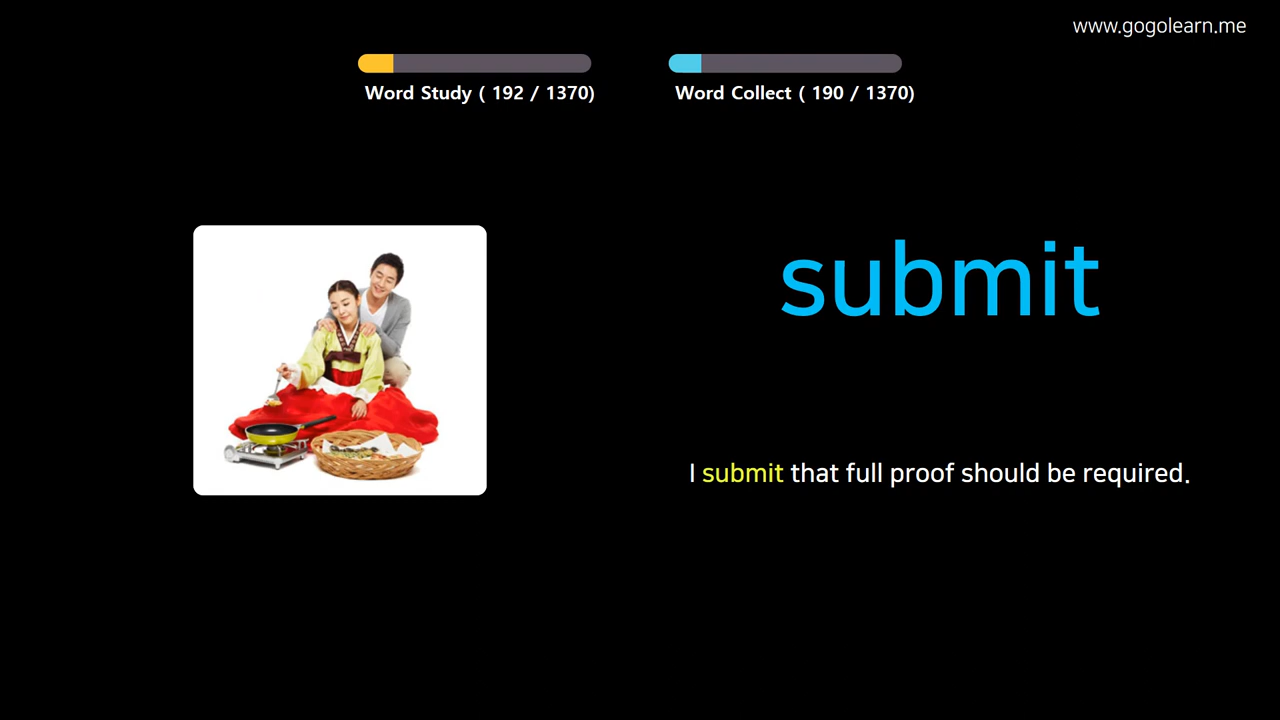 www.gogolearn.me
Word Study ( 192 / 1370)
Word Collect ( 190 / 1370)
submit
I submit that full proof should be required.